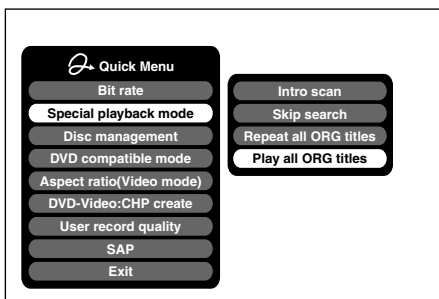 Quick Menu
Bit rate
Special playback mode
Disc management
DVD compatible mode
Aspect ratio(Video mode)
DVD-Video:CHP create
User record quality
SAP
Exit
Intro scan
Skip search
Repeat all ORG titles
Play all ORG titles